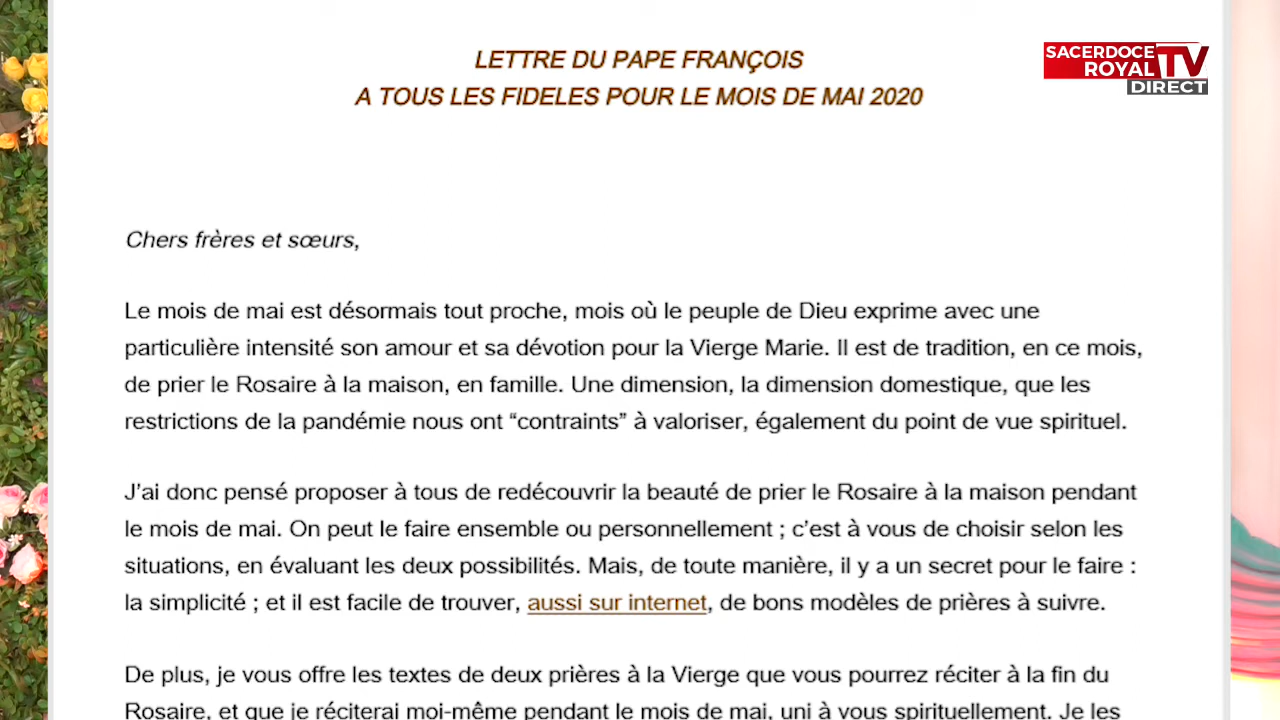 LETTRE DU PAPE FRANÇOIS
A TOUS LES FIDELES POUR LE MOIS DE MAI 2020
SACERDOCE
ROYAL TV
DIRECT
Chers frères et sœurs,
Le mois de mai est désormais tout proche, mois où le peuple de Dieu exprime avec une
particulière intensité son amour et sa dévotion pour la Vierge Marie. Il est de tradition, en ce mois,
de prier le Rosaire à la maison, en famille. Une dimension, la dimension domestique, que les
restrictions de la pandémie nous ont “contraints” à valoriser, également du point de vue spirituel.
J’ai donc pensé proposer à tous de redécouvrir la beauté de prier le Rosaire à la maison pendant
le mois de mai. On peut le faire ensemble ou personnellement ; c’est à vous de choisir selon les
situations, en évaluant les deux possibilités. Mais, de toute manière, il y a un secret pour le faire :
la simplicité ; et il est facile de trouver, aussi sur internet, de bons modèles de prières à suivre.
De plus, je vous offre les textes de deux prières à la Vierge que vous pourrez réciter à la fin du
Rosaire, et que je réciterai moi-même pendant le mois de mai, uni à vous spirituellement. Je les